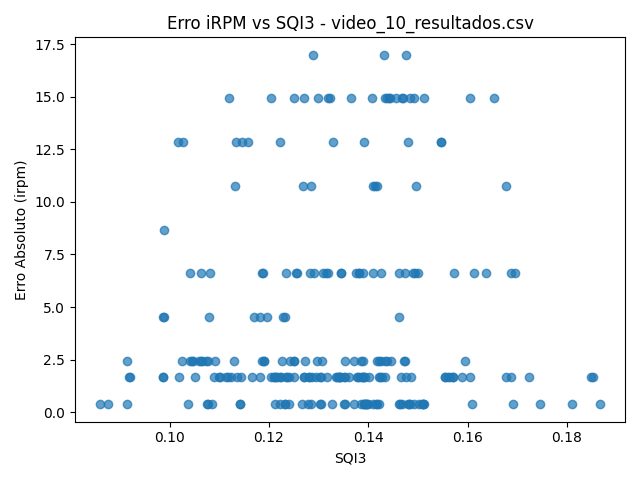 Erro iRPM vs SQI3 - video_10_resultados.csv
Erro Absoluto (irpm)
17.5
15.0
12.5
10.0
7.5
5.0
2.5
0.0
0.10 0.12 0.14 0.16 0.18
SQI3